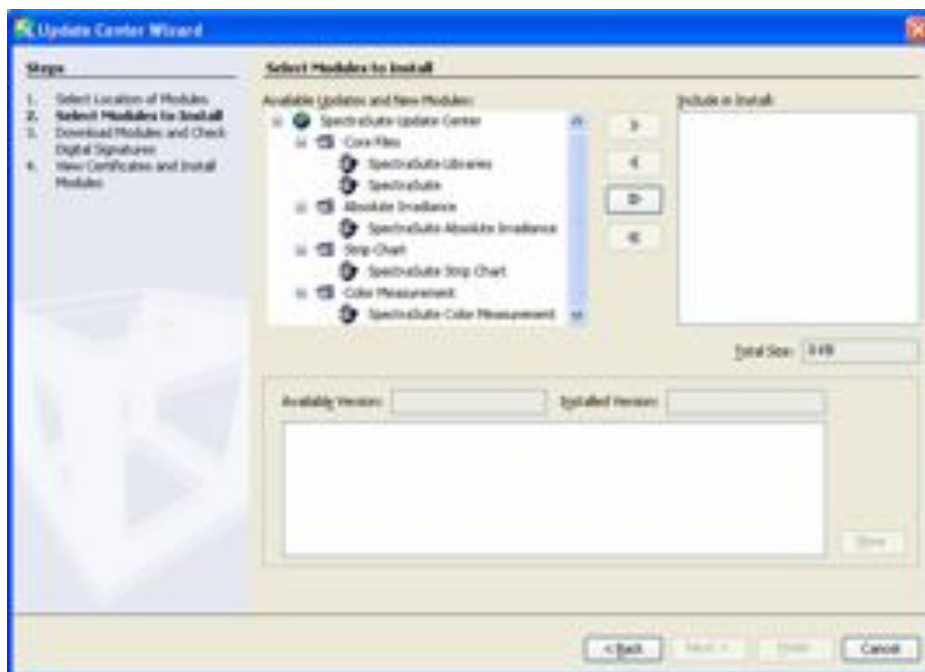 Update Center Wizard
Steps
1. Select Location of Modules
2. Select Modules to Install
3. Download Modules and Check
Digital Signatures
4. View Certificates and Install
Modules
Select Modules to Install
Available Updates and New Modules:
SpectraSuite Update Center
Core Files
SpectraSuite Libraries
SpectraSuite
Absolute Irradiance
SpectraSuite Absolute Irradiance
Strip Chart
SpectraSuite Strip Chart
Color Measurement
SpectraSuite Color Measurement
>
<
>>
<<
Include in Install:
Total Size: 0 KB
Available Version:
Installed Version:
< Back
Next >
Finish
Cancel